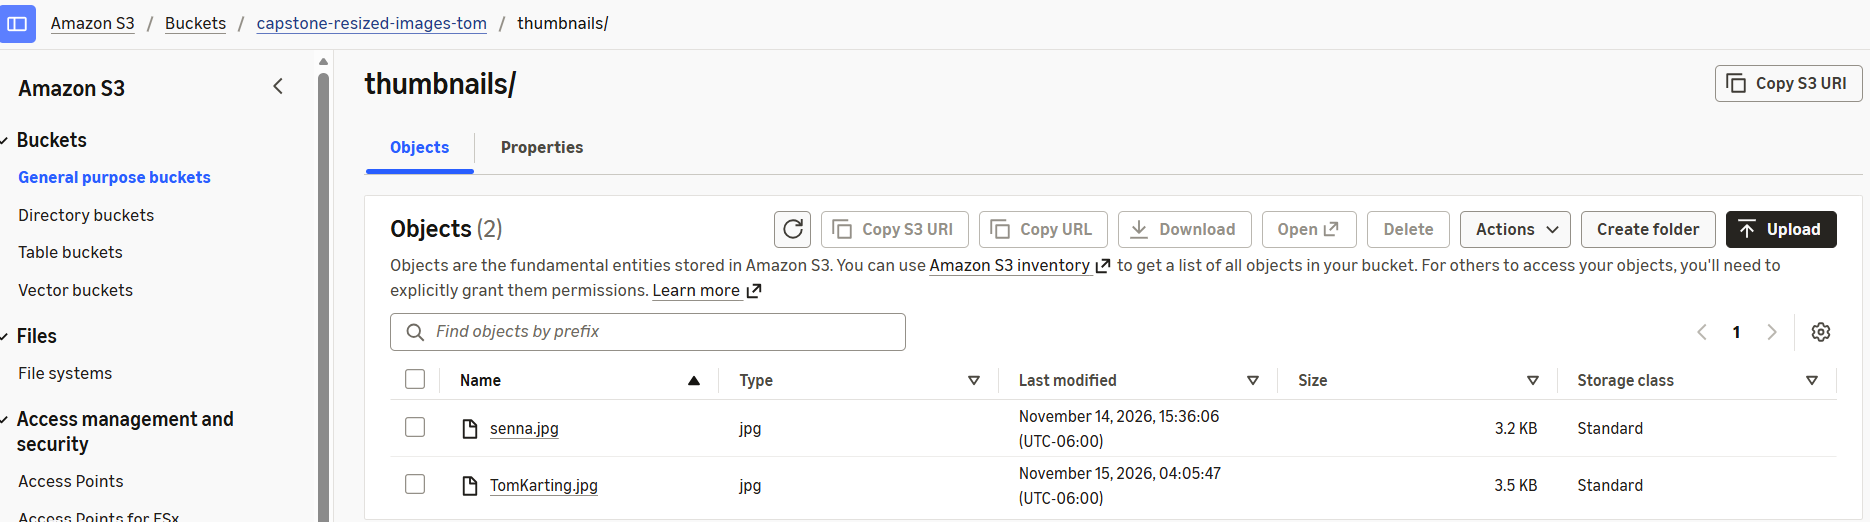 Amazon S3 / Buckets / capstone-resized-images-tom / thumbnails/
Amazon S3
Buckets
General purpose buckets
Directory buckets
Table buckets
Vector buckets
Files
File systems
Access management and
security
Access Points
Access Points for FSx
thumbnails/
Copy S3 URI
Objects
Properties
Objects (2)
Copy S3 URI
Copy URL
Download
Open
Delete
Actions
Create folder
Upload
Objects are the fundamental entities stored in Amazon S3. You can use Amazon S3 inventory to get a list of all objects in your bucket. For others to access your objects, you'll need to
explicitly grant them permissions. Learn more
Find objects by prefix
1
Name Type Last modified Size Storage class
senna.jpg jpg November 14, 2026, 15:36:06 (UTC-06:00) 3.2 KB Standard
TomKarting.jpg jpg November 15, 2026, 04:05:47 (UTC-06:00) 3.5 KB Standard